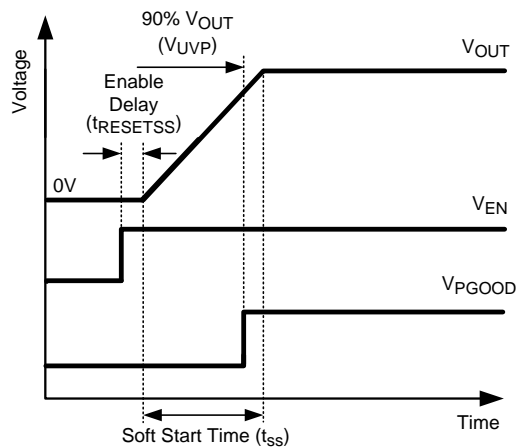 90% VOUT
(VUVP)
VOUT
Enable
Delay
(tRESETSS)
Voltage
0V
VEN
VPGOOD
Time
Soft Start Time (tss)